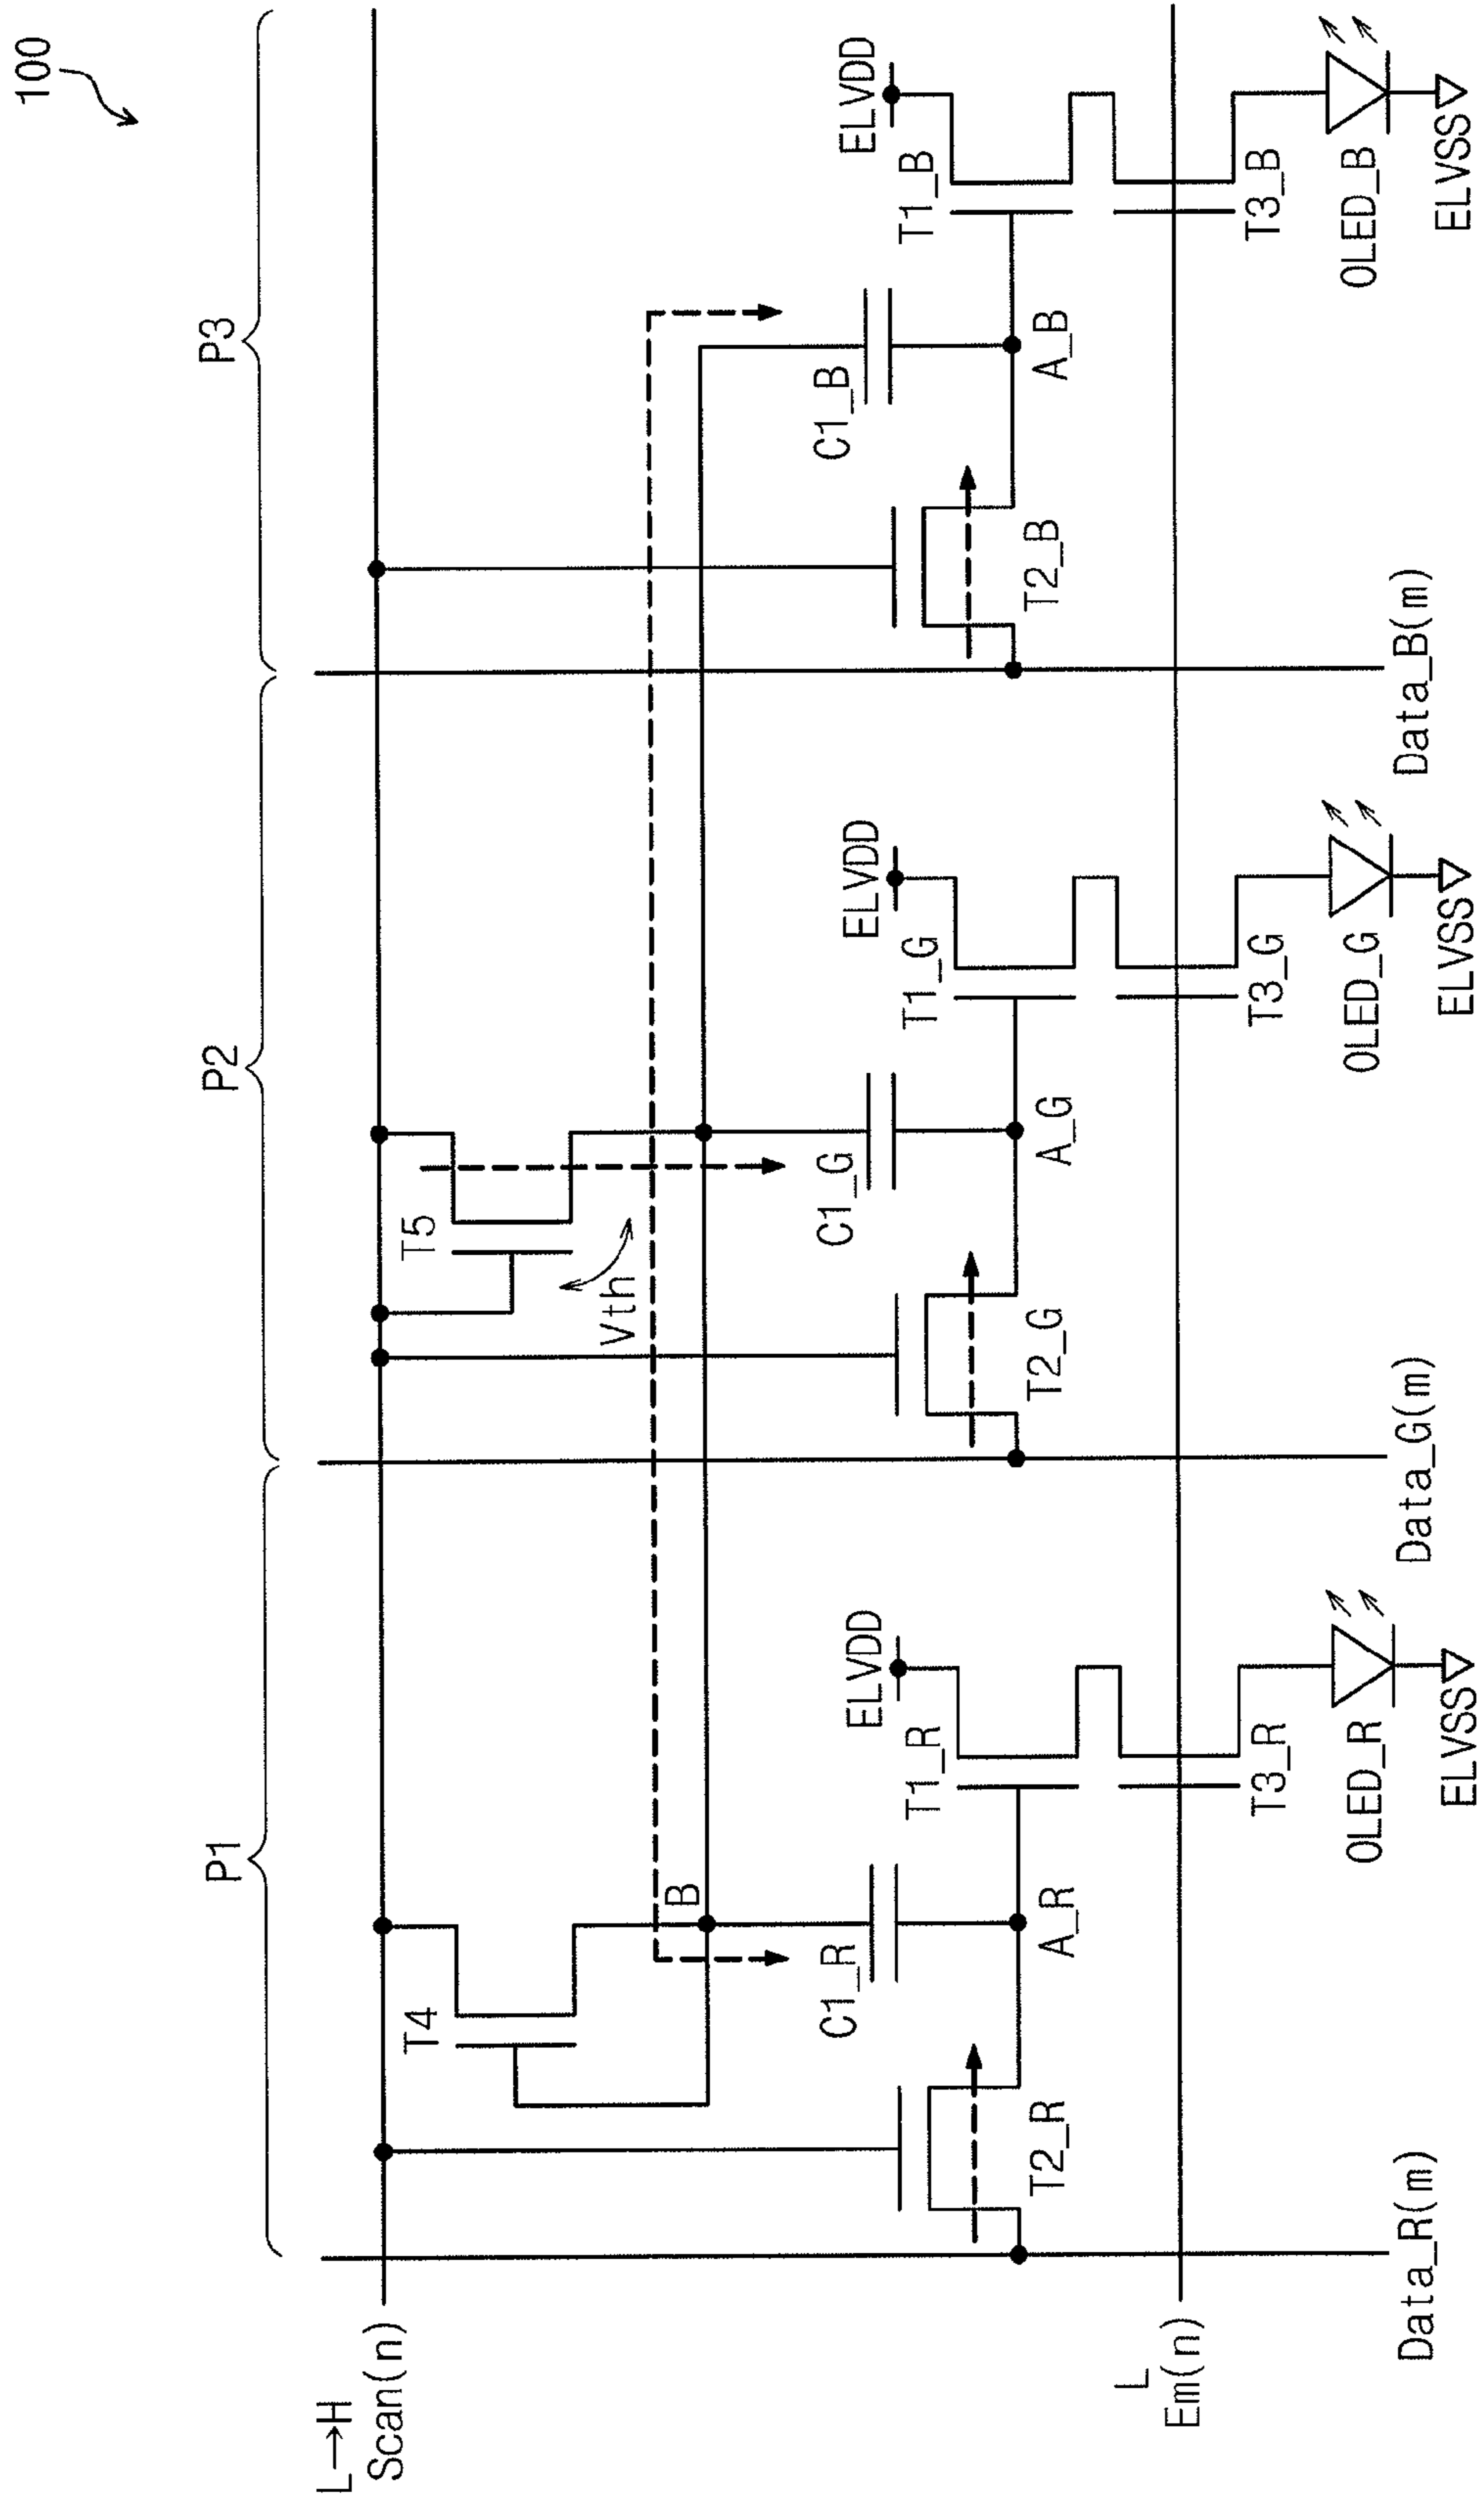 100
P1
P2
P3
L→H
Scan(n)
T4
T5
Vth
B
C1_R
C1_G
C1_B
ELVDD
ELVDD
ELVDD
T1_R
T1_G
T1_B
T2_R
T2_G
T2_B
A_R
A_G
A_B
L
Em(n)
T3_R
T3_G
T3_B
OLED_R
OLED_G
OLED_B
Data_R(m)
Data_G(m)
Data_B(m)
ELVSS
ELVSS
ELVSS